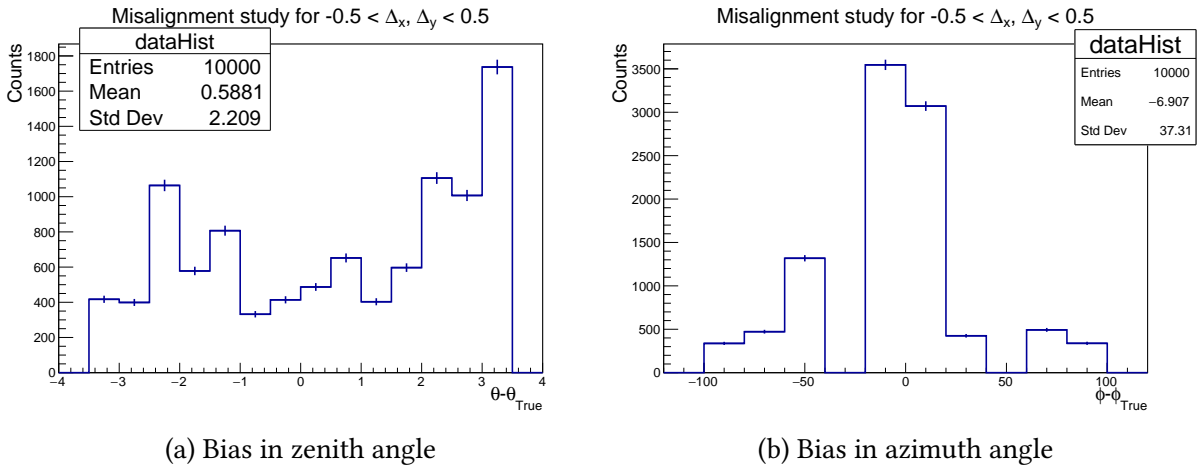 Misalignment study for -0.5 < Δx, Δy < 0.5
dataHist
Entries 10000
Mean 0.5881
Std Dev 2.209
Counts
1800
1600
1400
1200
1000
800
600
400
200
0
−4 −3 −2 −1 0 1 2 3 4
θ-θTrue
(a) Bias in zenith angle
Misalignment study for -0.5 < Δx, Δy < 0.5
dataHist
Entries 10000
Mean −6.907
Std Dev 37.31
Counts
3500
3000
2500
2000
1500
1000
500
0
−100 −50 0 50 100
ϕ-ϕTrue
(b) Bias in azimuth angle